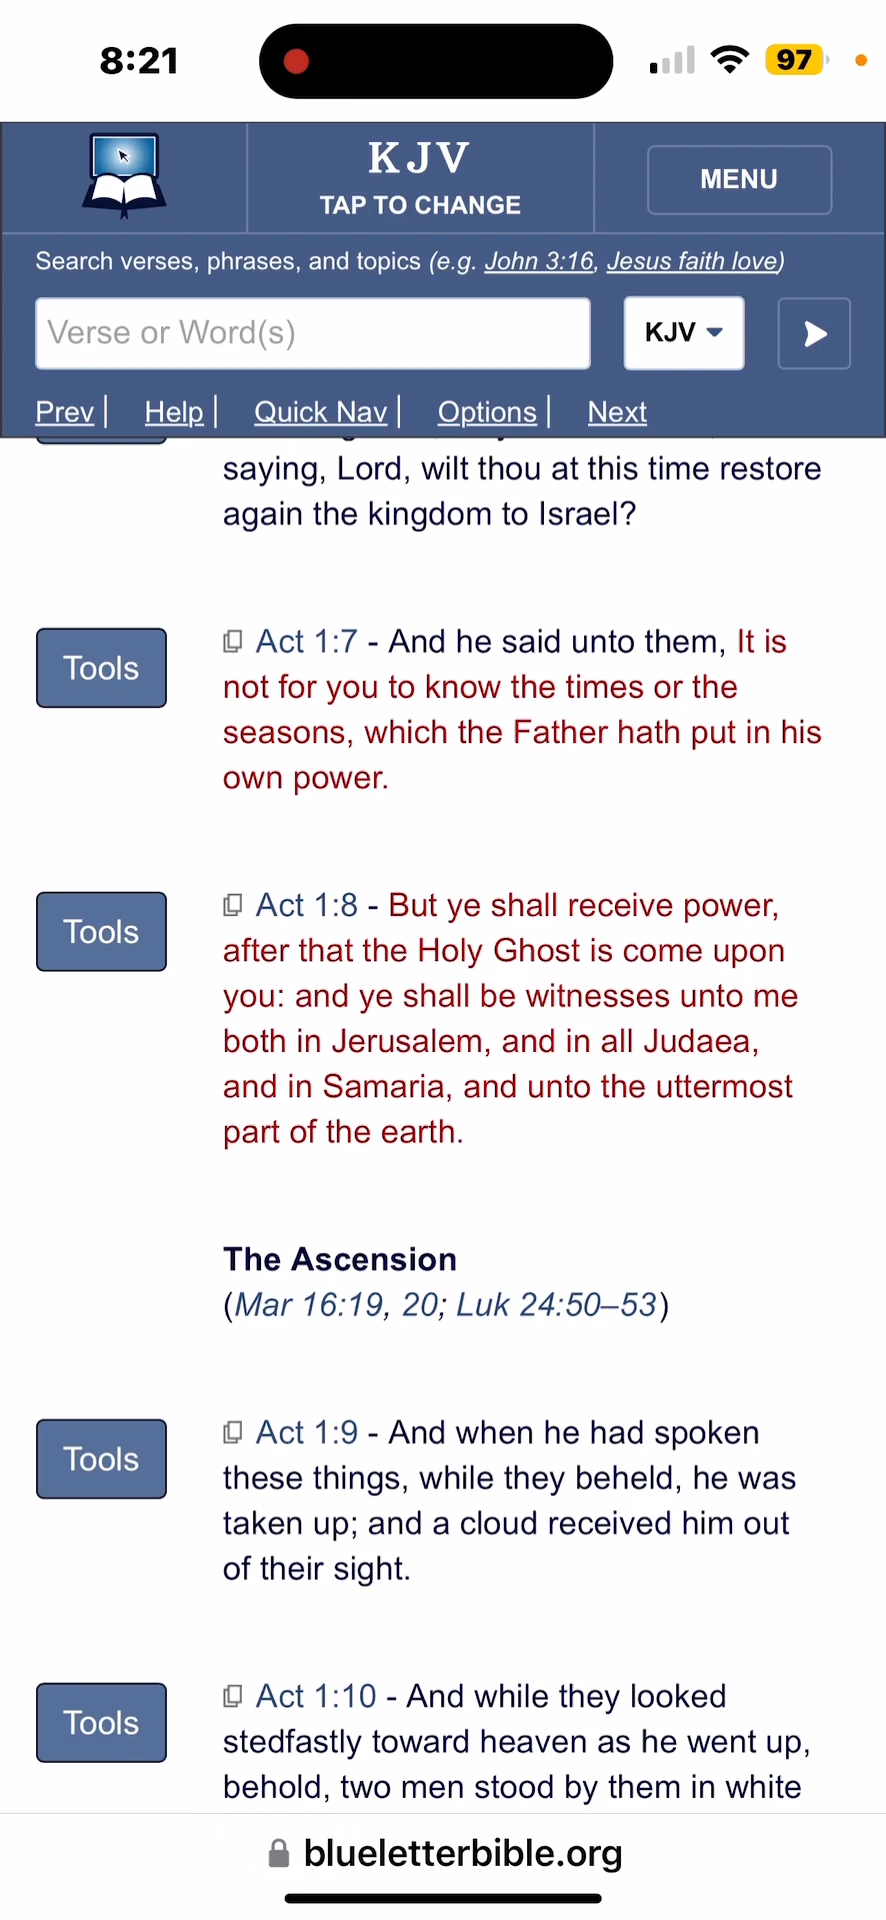 8:21
97
KJV
TAP TO CHANGE
MENU
Search verses, phrases, and topics (e.g. John 3:16, Jesus faith love)
Verse or Word(s)
KJV
Prev | Help | Quick Nav | Options | Next
saying, Lord, wilt thou at this time restore
again the kingdom to Israel?
Tools
Act 1:7 - And he said unto them, It is
not for you to know the times or the
seasons, which the Father hath put in his
own power.
Tools
Act 1:8 - But ye shall receive power,
after that the Holy Ghost is come upon
you: and ye shall be witnesses unto me
both in Jerusalem, and in all Judaea,
and in Samaria, and unto the uttermost
part of the earth.
The Ascension
(Mar 16:19, 20; Luk 24:50–53)
Tools
Act 1:9 - And when he had spoken
these things, while they beheld, he was
taken up; and a cloud received him out
of their sight.
Tools
Act 1:10 - And while they looked
stedfastly toward heaven as he went up,
behold, two men stood by them in white
blueletterbible.org